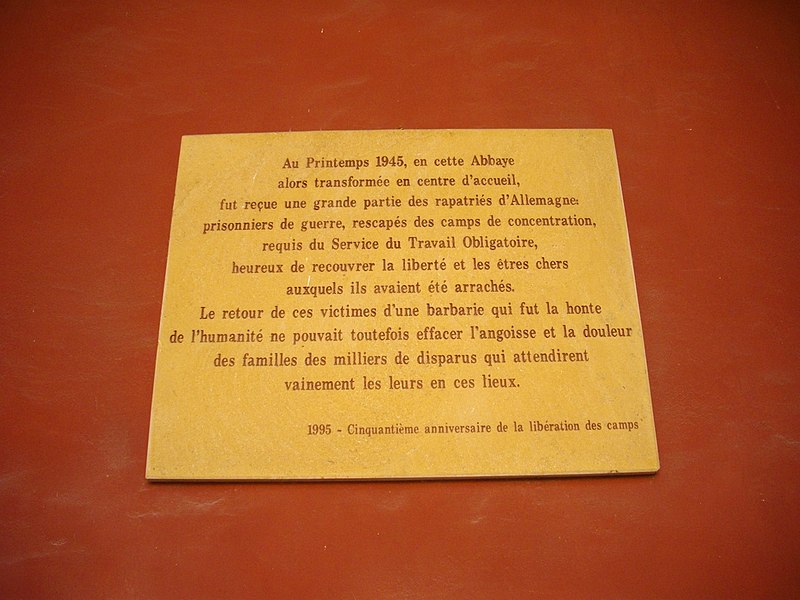 Au Printemps 1945, en cette Abbaye
alors transformée en centre d'accueil,
fut reçue une grande partie des rapatriés d'Allemagne:
prisonniers de guerre, rescapés des camps de concentration,
requis du Service du Travail Obligatoire,
heureux de recouvrer la liberté et les êtres chers
auxquels ils avaient été arrachés.
Le retour de ces victimes d'une barbarie qui fut la honte
de l'humanité ne pouvait toutefois effacer l'angoisse et la douleur
des familles des milliers de disparus qui attendirent
vainement les leurs en ces lieux.
1995 - Cinquantième anniversaire de la libération des camps